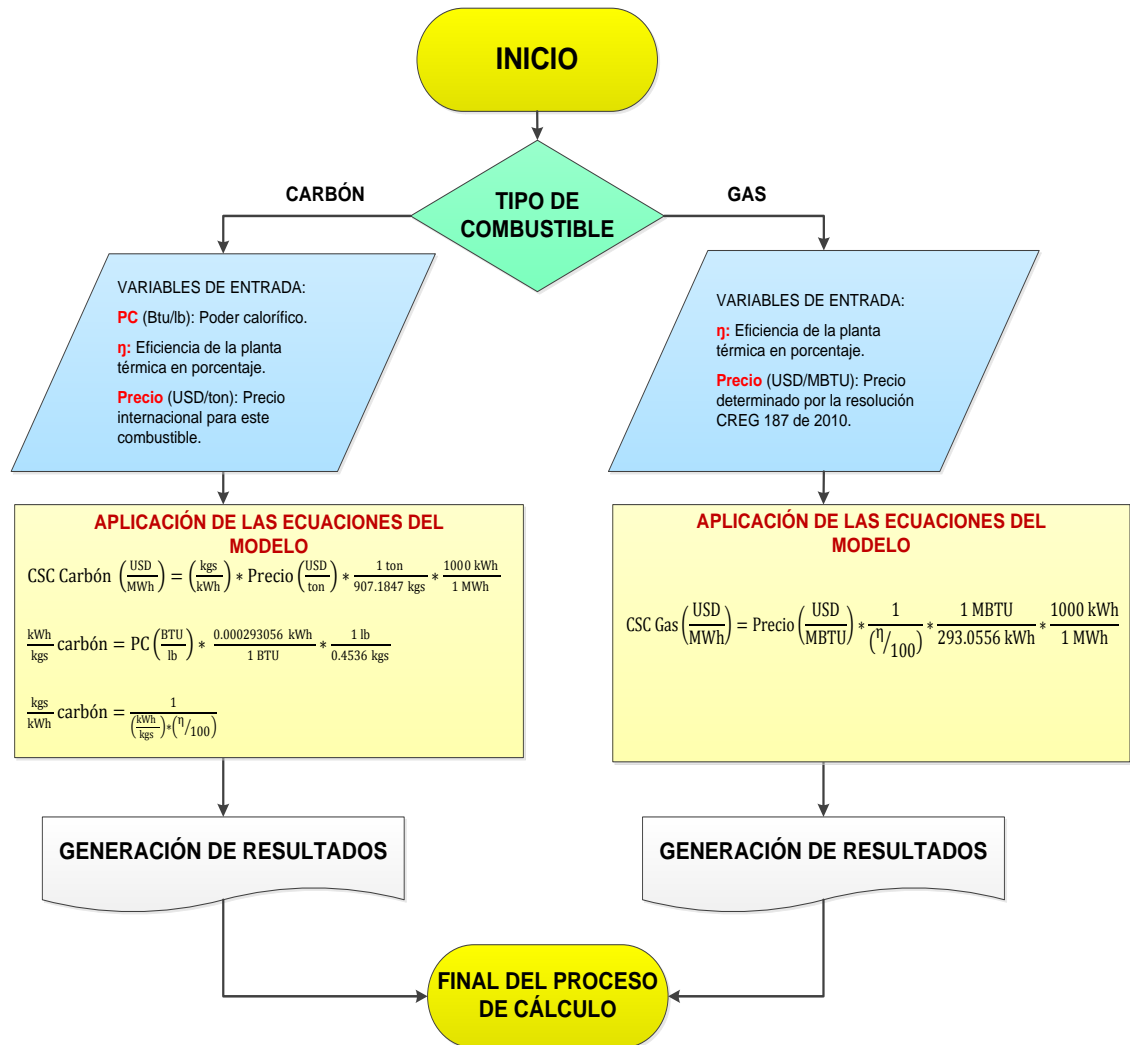 INICIO
TIPO DE
COMBUSTIBLE
CARBÓN
GAS
VARIABLES DE ENTRADA:
PC (Btu/lb): Poder calorífico.
η: Eficiencia de la planta
térmica en porcentaje.
Precio (USD/ton): Precio
internacional para este
combustible.
VARIABLES DE ENTRADA:
η: Eficiencia de la planta
térmica en porcentaje.
Precio (USD/MBTU): Precio
determinado por la resolución
CREG 187 de 2010.
APLICACIÓN DE LAS ECUACIONES DEL
MODELO
CSC Carbón (USD/MWh) = (kgs/kWh) ∗ Precio (USD/ton) ∗ 1 ton/907.1847 kgs ∗ 1000 kWh/1 MWh
kWh/kgs carbón = PC (BTU/lb) ∗ 0.000293056 kWh/1 BTU ∗ 1 lb/0.4536 kgs
kgs/kWh carbón = 1/((kWh/kgs)∗(η/100))
APLICACIÓN DE LAS ECUACIONES DEL
MODELO
CSC Gas (USD/MWh) = Precio (USD/MBTU) ∗ 1/(η/100) ∗ 1 MBTU/293.0556 kWh ∗ 1000 kWh/1 MWh
GENERACIÓN DE RESULTADOS
GENERACIÓN DE RESULTADOS
FINAL DEL PROCESO
DE CÁLCULO